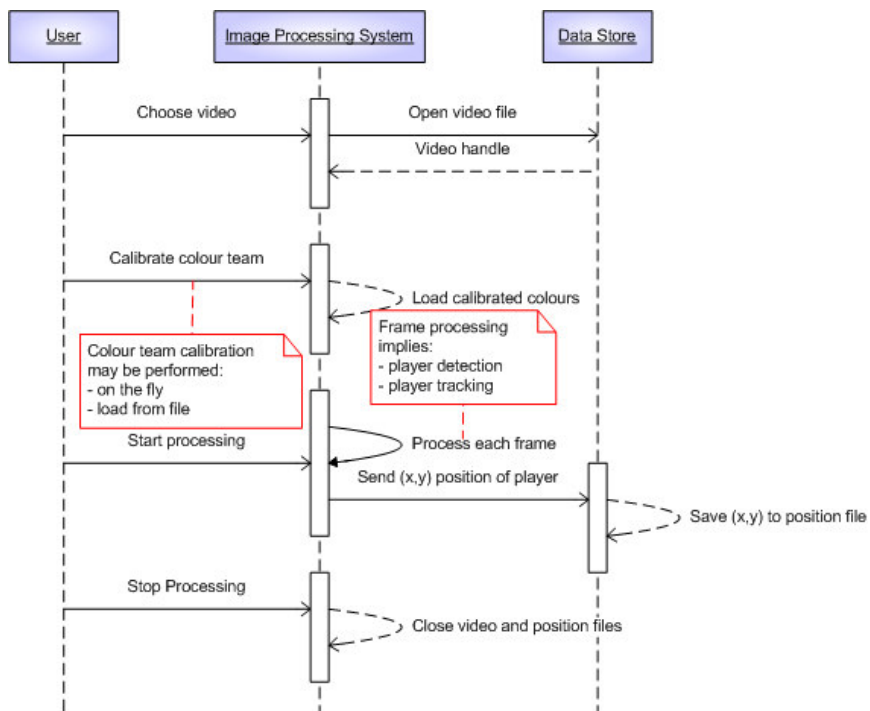 User
Image Processing System
Data Store
Choose video
Open video file
Video handle
Calibrate colour team
Load calibrated colours
Colour team calibration
may be performed:
- on the fly
- load from file
Frame processing
implies:
- player detection
- player tracking
Start processing
Process each frame
Send (x,y) position of player
Save (x,y) to position file
Stop Processing
Close video and position files